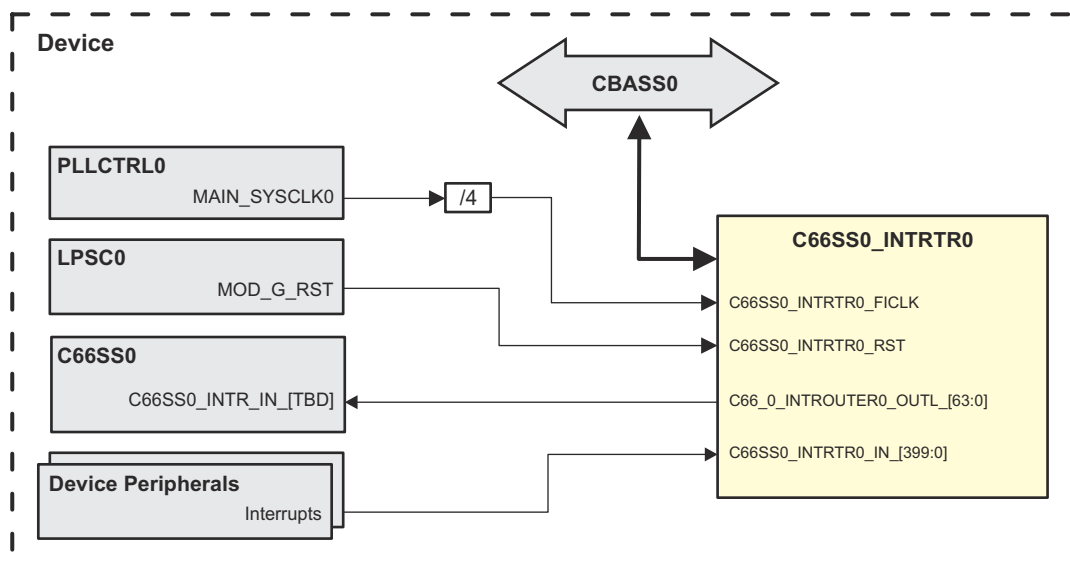 Device
CBASS0
PLLCTRL0
MAIN_SYSCLK0
/4
LPSC0
MOD_G_RST
C66SS0
C66SS0_INTR_IN_[TBD]
Device Peripherals
Interrupts
C66SS0_INTRTR0
C66SS0_INTRTR0_FICLK
C66SS0_INTRTR0_RST
C66_0_INTROUTER0_OUTL_[63:0]
C66SS0_INTRTR0_IN_[399:0]